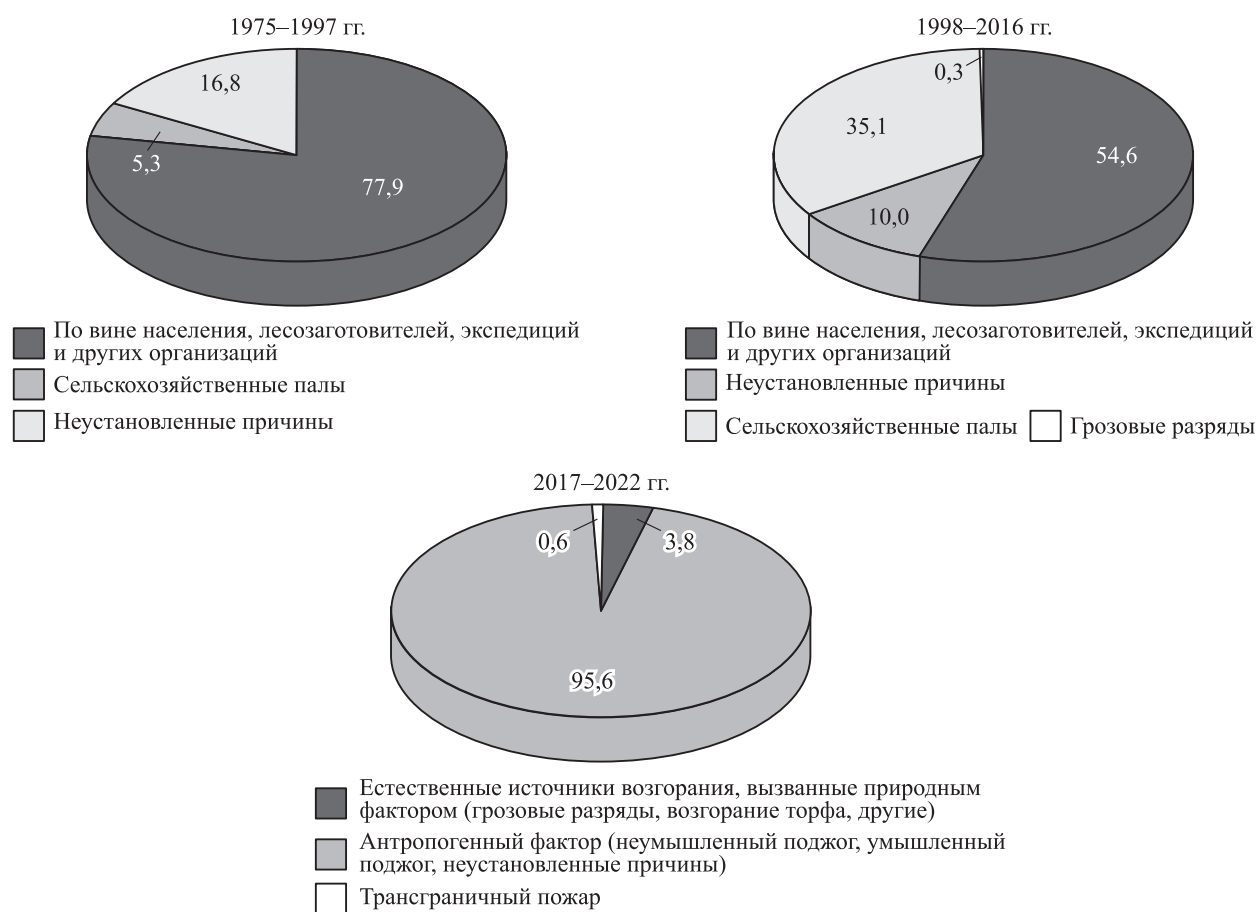 1975–1997 гг.
16,8
5,3
77,9
По вине населения, лесозаготовителей, экспедиций
и других организаций
Сельскохозяйственные палы
Неустановленные причины
1998–2016 гг.
0,3
35,1
54,6
10,0
По вине населения, лесозаготовителей, экспедиций
и других организаций
Неустановленные причины
Сельскохозяйственные палы
Грозовые разряды
2017–2022 гг.
0,6
3,8
95,6
Естественные источники возгорания, вызванные природным
фактором (грозовые разряды, возгорание торфа, другие)
Антропогенный фактор (неумышленный поджог, умышленный
поджог, неустановленные причины)
Трансграничный пожар